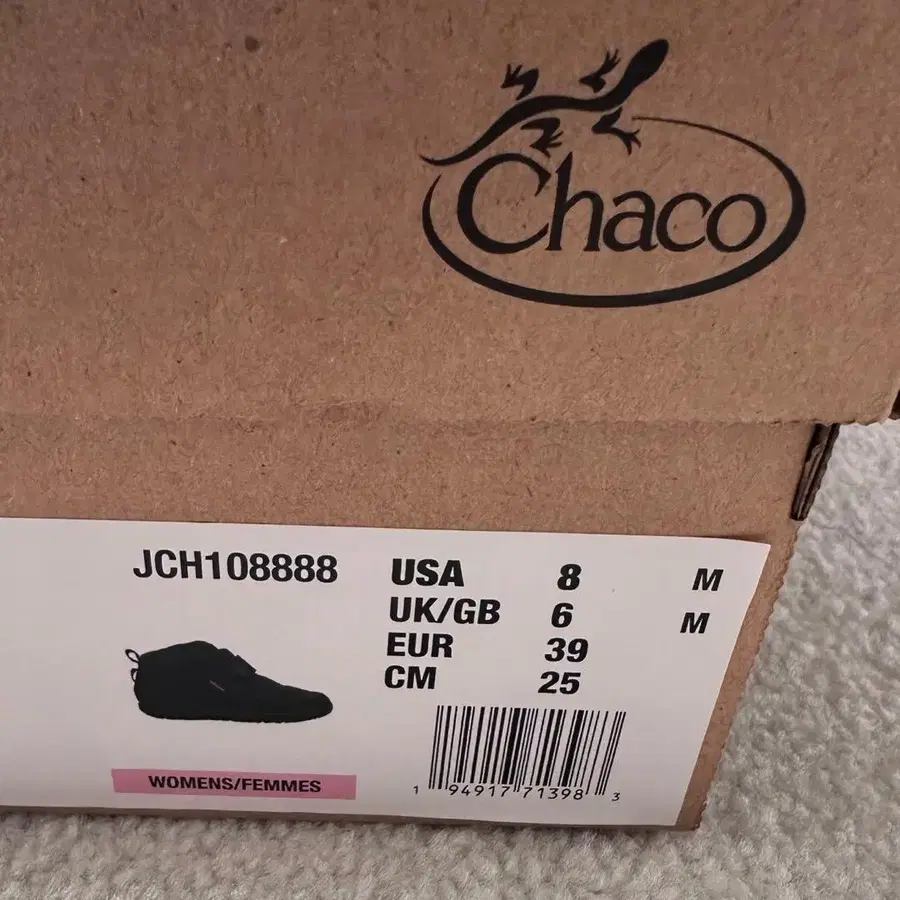 Chaco
JCH108888
USA 8 M
UK/GB 6 M
EUR 39
CM 25
WOMENS/FEMMES
1 94917 71398 3